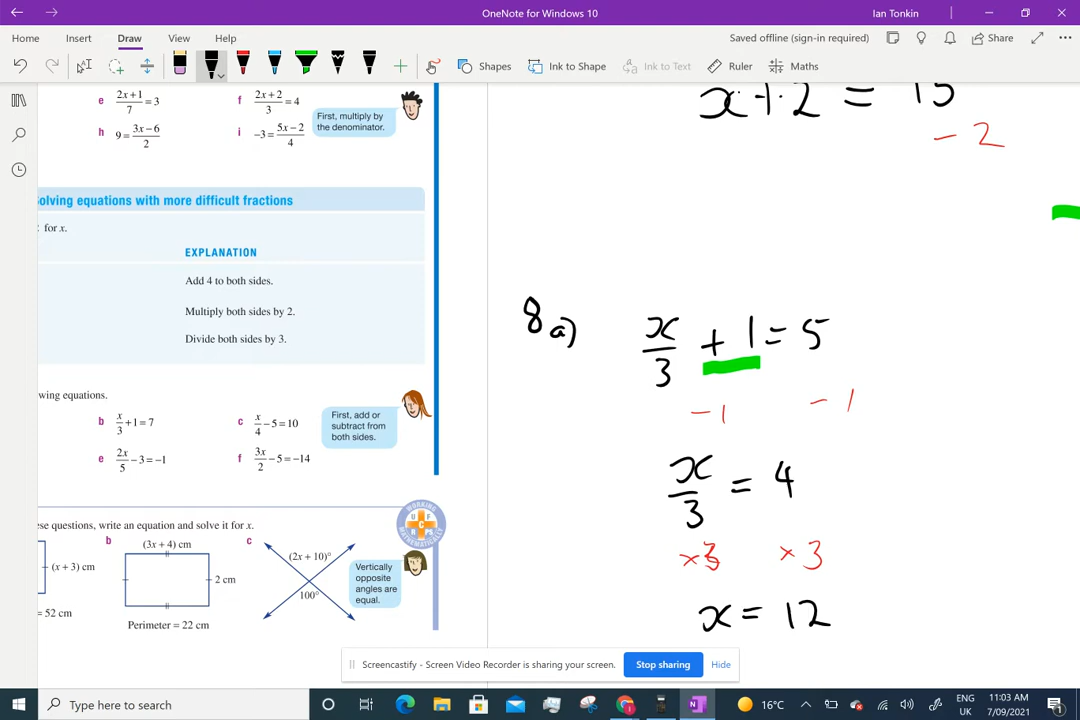 OneNote for Windows 10
Ian Tonkin
Home Insert Draw View Help
Saved offline (sign-in required)
Share
Ink to Shape
Shapes
Ink to Text
Ruler
Maths
e 2x+1/7 = 3
f 2x+2/3 = 4
h 9 = 3x−6/2
i −3 = 5x−2/4
First, multiply by
the denominator.
Solving equations with more difficult fractions
for x.
EXPLANATION
Add 4 to both sides.
Multiply both sides by 2.
Divide both sides by 3.
wing equations.
b x/3 + 1 = 7
c x/4 − 5 = 10
e 2x/5 − 3 = −1
f 3x/2 − 5 = −14
First, add or
subtract from
both sides.
WORKING
MATHEMATICALLY
U F
C
R PS
ese questions, write an equation and solve it for x.
b (3x + 4) cm
(x + 3) cm
2 cm
= 52 cm
Perimeter = 22 cm
c (2x + 10)°
100°
Vertically
opposite
angles are
equal.
x + 2 = 15
− 2
8 a) x/3 + 1 = 5
− 1 − 1
x/3 = 4
× 3 × 3
x = 12
Screencastify - Screen Video Recorder is sharing your screen.
Stop sharing
Hide
Type here to search
16°C
ENG
UK
11:03 AM
7/09/2021